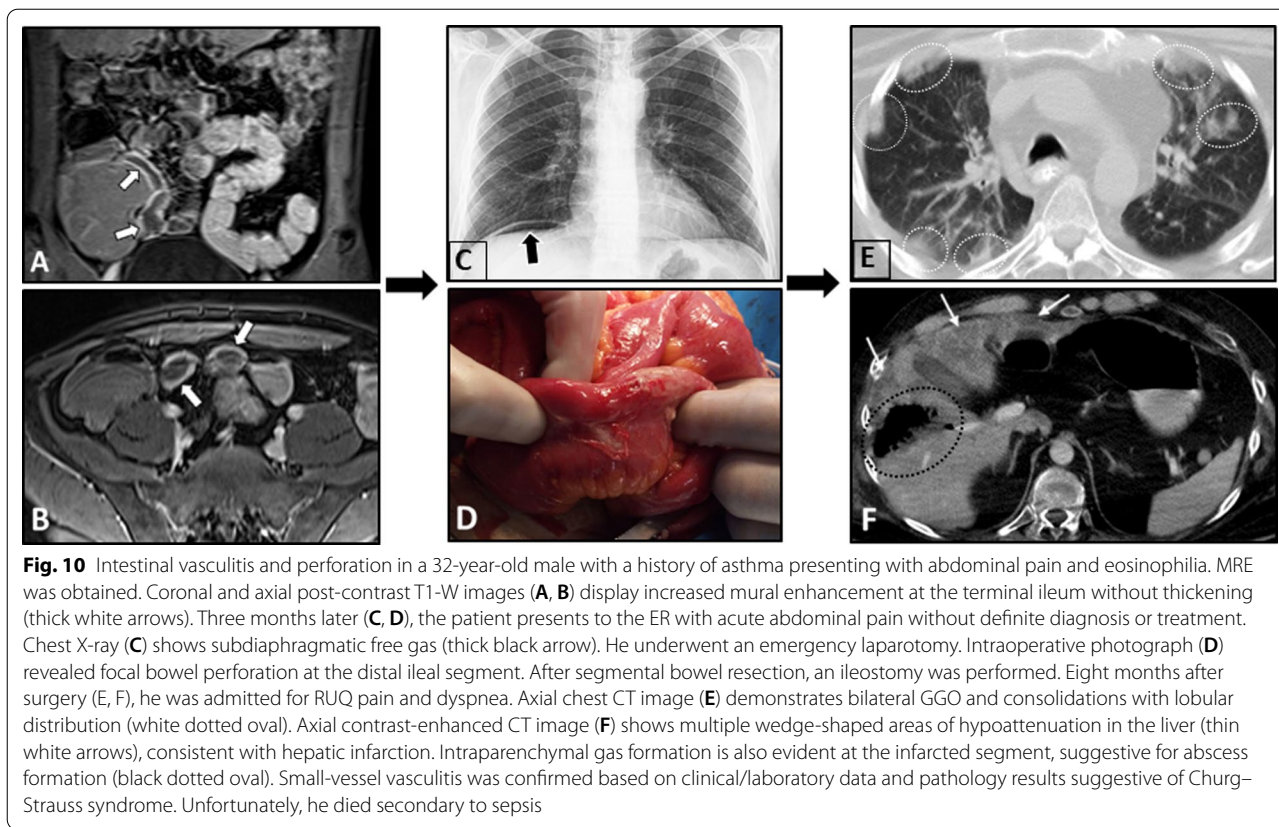 A
B
C
D
E
F
Fig. 10 Intestinal vasculitis and perforation in a 32-year-old male with a history of asthma presenting with abdominal pain and eosinophilia. MRE
was obtained. Coronal and axial post-contrast T1-W images (A, B) display increased mural enhancement at the terminal ileum without thickening
(thick white arrows). Three months later (C, D), the patient presents to the ER with acute abdominal pain without definite diagnosis or treatment.
Chest X-ray (C) shows subdiaphragmatic free gas (thick black arrow). He underwent an emergency laparotomy. Intraoperative photograph (D)
revealed focal bowel perforation at the distal ileal segment. After segmental bowel resection, an ileostomy was performed. Eight months after
surgery (E, F), he was admitted for RUQ pain and dyspnea. Axial chest CT image (E) demonstrates bilateral GGO and consolidations with lobular
distribution (white dotted oval). Axial contrast-enhanced CT image (F) shows multiple wedge-shaped areas of hypoattenuation in the liver (thin
white arrows), consistent with hepatic infarction. Intraparenchymal gas formation is also evident at the infarcted segment, suggestive for abscess
formation (black dotted oval). Small-vessel vasculitis was confirmed based on clinical/laboratory data and pathology results suggestive of Churg–
Strauss syndrome. Unfortunately, he died secondary to sepsis